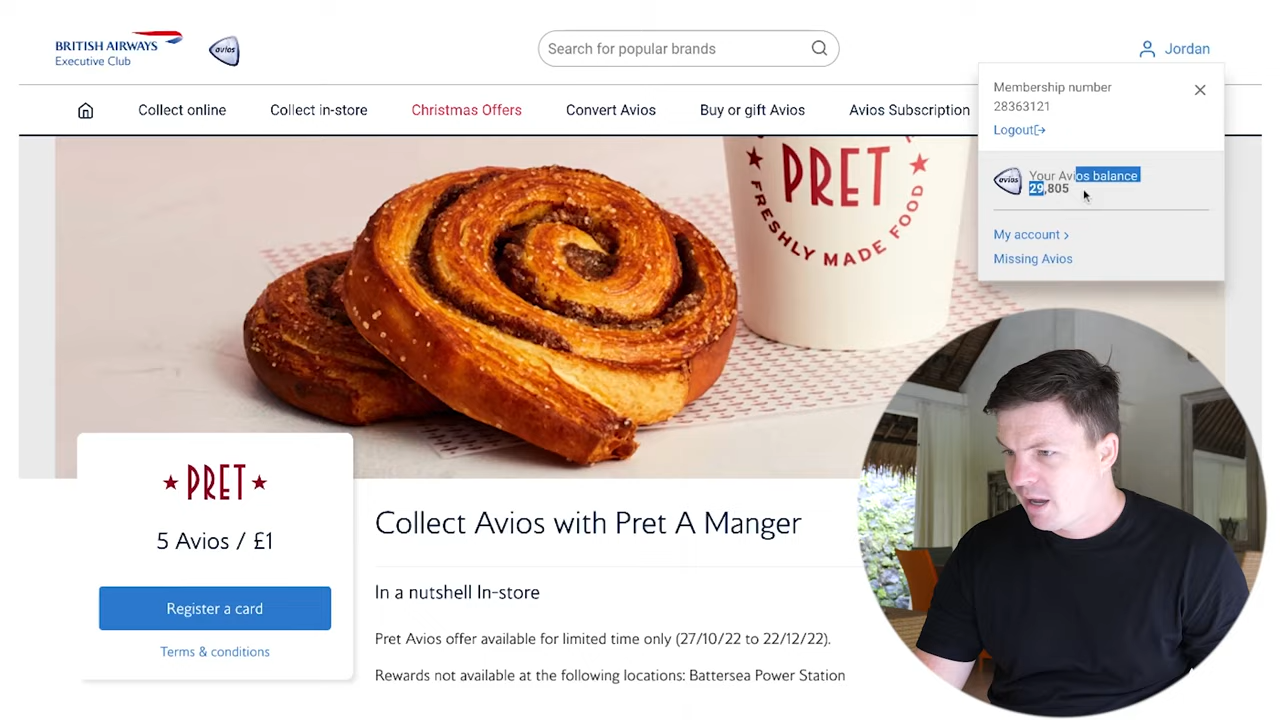 BRITISH AIRWAYS
Executive Club
avios
Search for popular brands
Jordan
Membership number
28363121
Logout
Collect online
Collect in-store
Christmas Offers
Convert Avios
Buy or gift Avios
Avios Subscription
avios
Your Avios balance
29,805
My account
Missing Avios
PRET
FRESHLY MADE FOOD
PRET
5 Avios / £1
Register a card
Terms & conditions
Collect Avios with Pret A Manger
In a nutshell In-store
Pret Avios offer available for limited time only (27/10/22 to 22/12/22).
Rewards not available at the following locations: Battersea Power Station